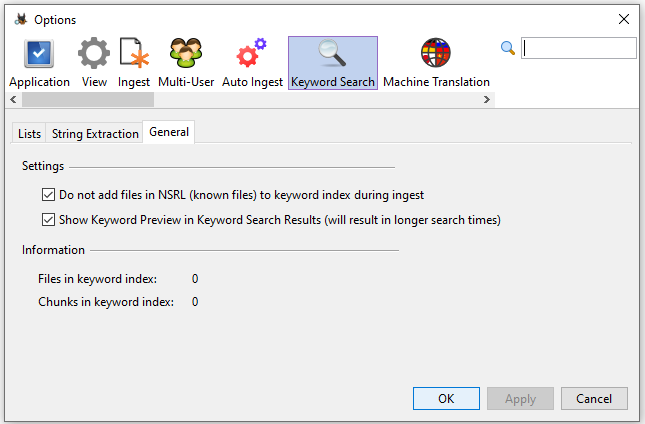 Options
Application View Ingest Multi-User Auto Ingest Keyword Search Machine Translation
Lists String Extraction General
Settings
Do not add files in NSRL (known files) to keyword index during ingest
Show Keyword Preview in Keyword Search Results (will result in longer search times)
Information
Files in keyword index: 0
Chunks in keyword index: 0
OK Apply Cancel